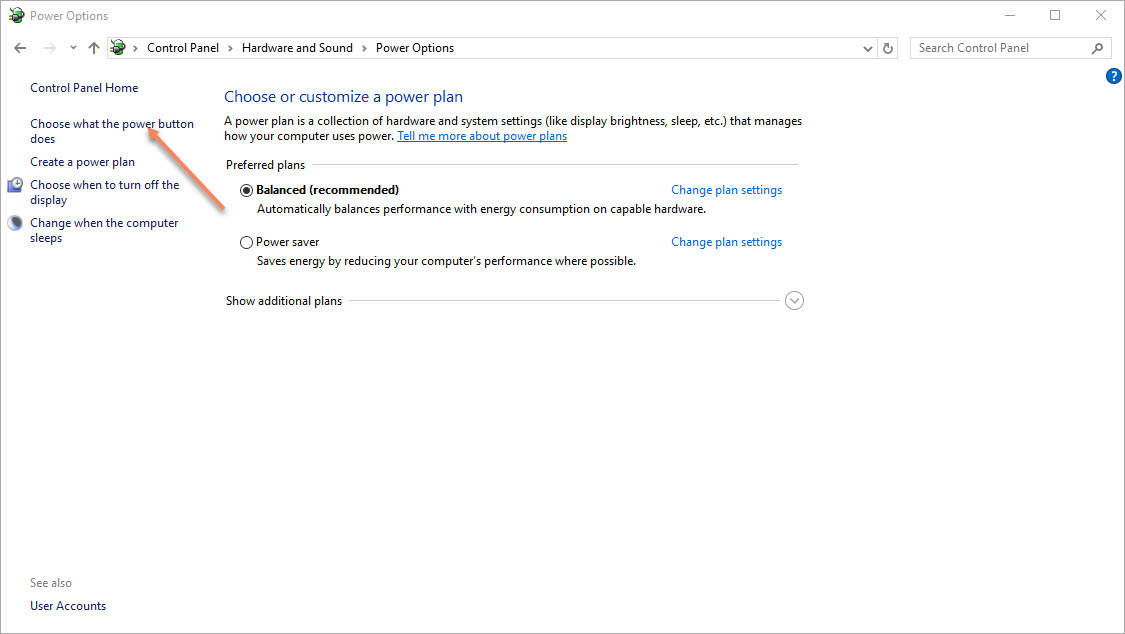 Power Options
Control Panel › Hardware and Sound › Power Options
Search Control Panel
?
Control Panel Home
Choose what the power button
does
Create a power plan
Choose when to turn off the
display
Change when the computer
sleeps
Choose or customize a power plan
A power plan is a collection of hardware and system settings (like display brightness, sleep, etc.) that manages
how your computer uses power. Tell me more about power plans
Preferred plans
Balanced (recommended) Change plan settings
Automatically balances performance with energy consumption on capable hardware.
Power saver Change plan settings
Saves energy by reducing your computer's performance where possible.
Show additional plans
See also
User Accounts